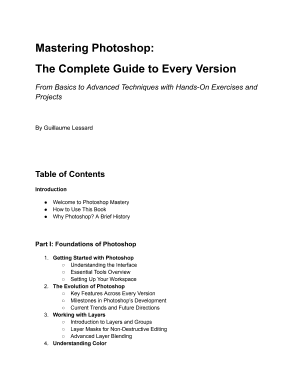 Mastering Photoshop:
The Complete Guide to Every Version
From Basics to Advanced Techniques with Hands-On Exercises and
Projects
By Guillaume Lessard
Table of Contents
Introduction
● Welcome to Photoshop Mastery
● How to Use This Book
● Why Photoshop? A Brief History
Part I: Foundations of Photoshop
1. Getting Started with Photoshop
○ Understanding the Interface
○ Essential Tools Overview
○ Setting Up Your Workspace
2. The Evolution of Photoshop
○ Key Features Across Every Version
○ Milestones in Photoshop's Development
○ Current Trends and Future Directions
3. Working with Layers
○ Introduction to Layers and Groups
○ Layer Masks for Non-Destructive Editing
○ Advanced Layer Blending
4. Understanding Color